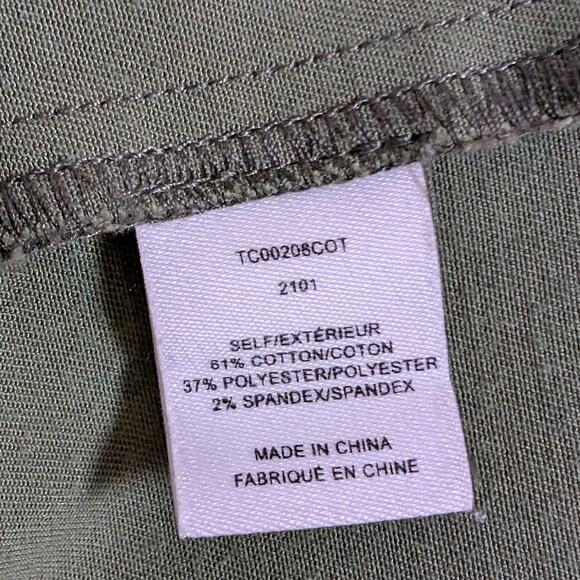 TC00208COT
2101
SELF/EXTÉRIEUR
61% COTTON/COTON
37% POLYESTER/POLYESTER
2% SPANDEX/SPANDEX
MADE IN CHINA
FABRIQUÉ EN CHINE